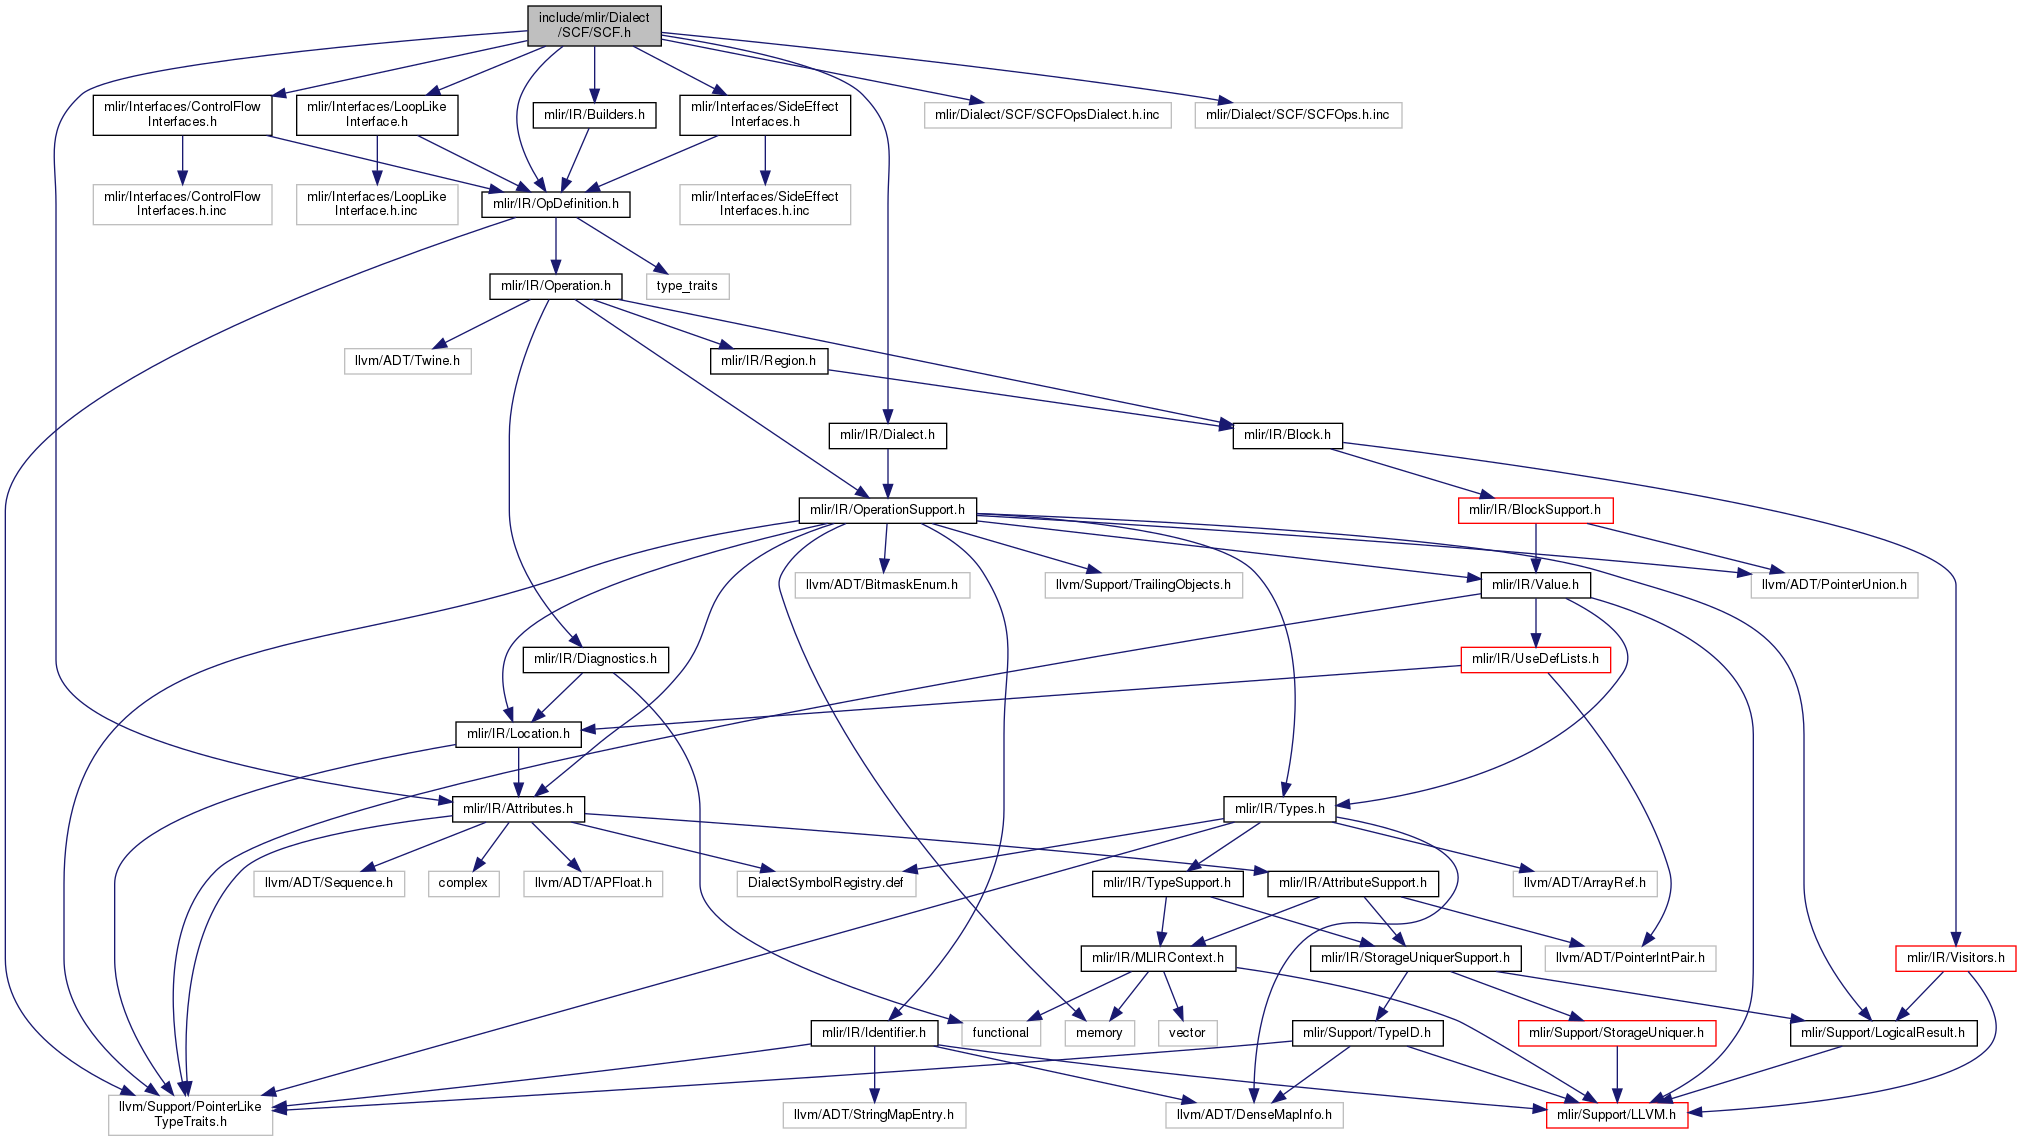 include/mlir/Dialect
/SCF/SCF.h
mlir/Interfaces/ControlFlow
Interfaces.h
mlir/Interfaces/LoopLike
Interface.h
mlir/IR/Builders.h
mlir/Interfaces/SideEffect
Interfaces.h
mlir/Dialect/SCF/SCFOpsDialect.h.inc
mlir/Dialect/SCF/SCFOps.h.inc
mlir/Interfaces/ControlFlow
Interfaces.h.inc
mlir/Interfaces/LoopLike
Interface.h.inc
mlir/IR/OpDefinition.h
mlir/Interfaces/SideEffect
Interfaces.h.inc
mlir/IR/Operation.h
type_traits
llvm/ADT/Twine.h
mlir/IR/Region.h
mlir/IR/Dialect.h
mlir/IR/Block.h
mlir/IR/OperationSupport.h
mlir/IR/BlockSupport.h
llvm/ADT/BitmaskEnum.h
llvm/Support/TrailingObjects.h
mlir/IR/Value.h
llvm/ADT/PointerUnion.h
mlir/IR/Diagnostics.h
mlir/IR/UseDefLists.h
mlir/IR/Location.h
mlir/IR/Attributes.h
mlir/IR/Types.h
llvm/ADT/Sequence.h
complex
llvm/ADT/APFloat.h
DialectSymbolRegistry.def
mlir/IR/TypeSupport.h
mlir/IR/AttributeSupport.h
llvm/ADT/ArrayRef.h
mlir/IR/MLIRContext.h
mlir/IR/StorageUniquerSupport.h
llvm/ADT/PointerIntPair.h
mlir/IR/Visitors.h
mlir/IR/Identifier.h
functional
memory
vector
mlir/Support/TypeID.h
mlir/Support/StorageUniquer.h
mlir/Support/LogicalResult.h
llvm/Support/PointerLike
TypeTraits.h
llvm/ADT/StringMapEntry.h
llvm/ADT/DenseMapInfo.h
mlir/Support/LLVM.h